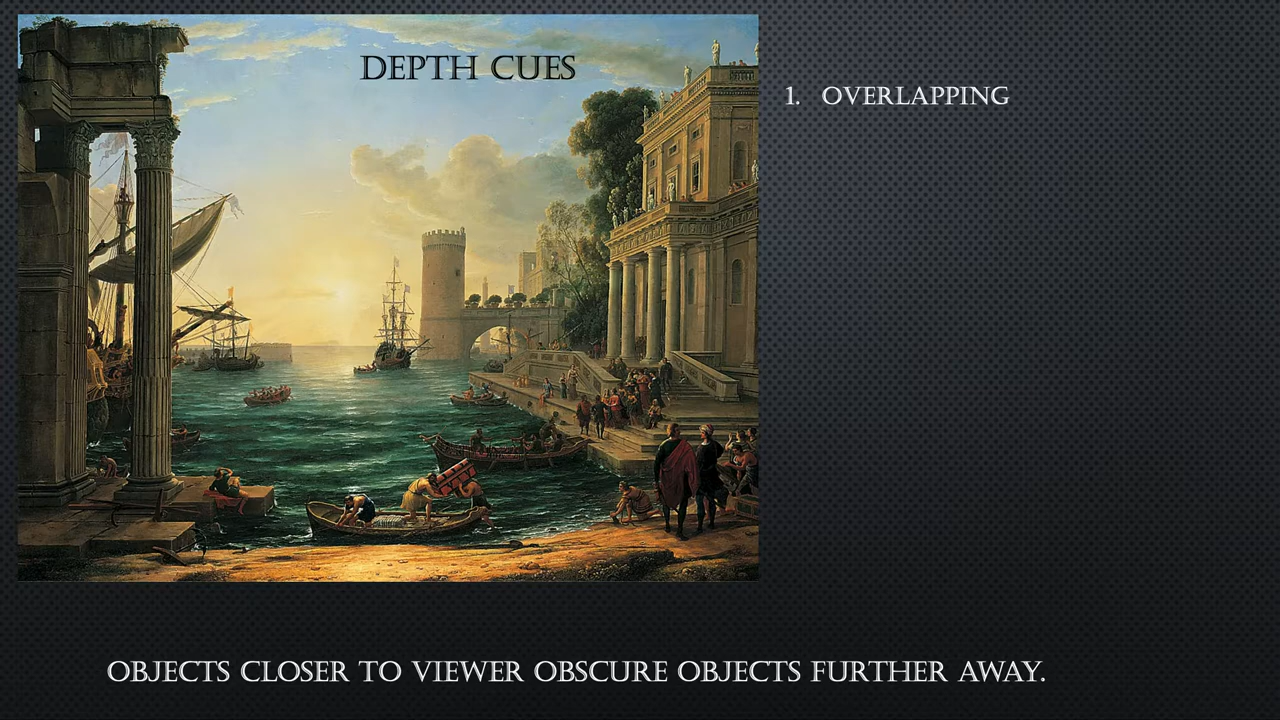 DEPTH CUES
1. OVERLAPPING
OBJECTS CLOSER TO VIEWER OBSCURE OBJECTS FURTHER AWAY.